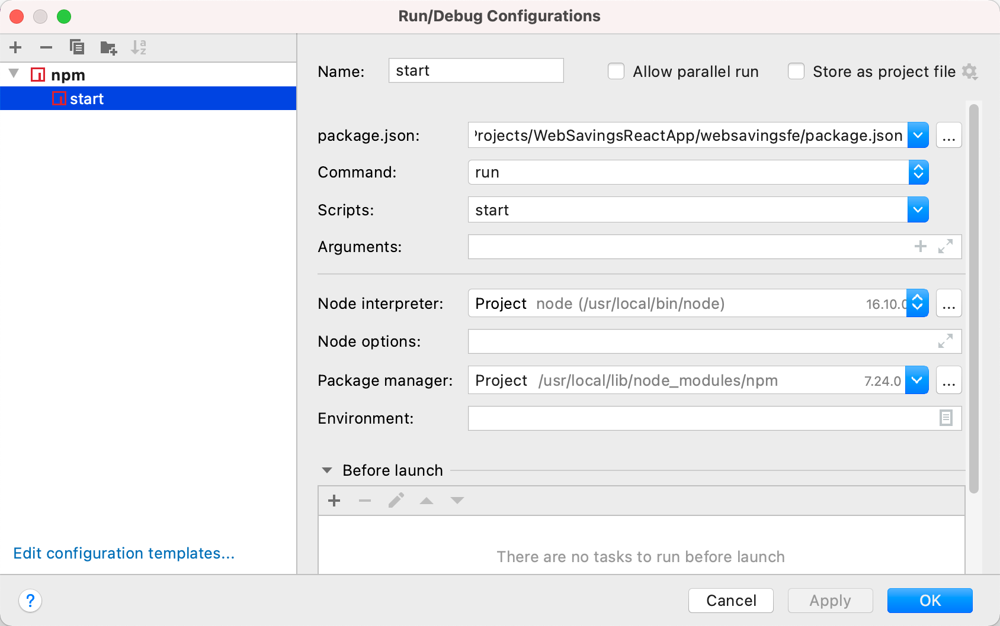 Run/Debug Configurations
npm
start
Edit configuration templates...
Name: start Allow parallel run Store as project file
package.json: Projects/WebSavingsReactApp/websavingsfe/package.json ...
Command: run
Scripts: start
Arguments:
Node interpreter: Project node (/usr/local/bin/node) 16.10.0 ...
Node options:
Package manager: Project /usr/local/lib/node_modules/npm 7.24.0 ...
Environment:
Before launch
There are no tasks to run before launch
? Cancel Apply OK